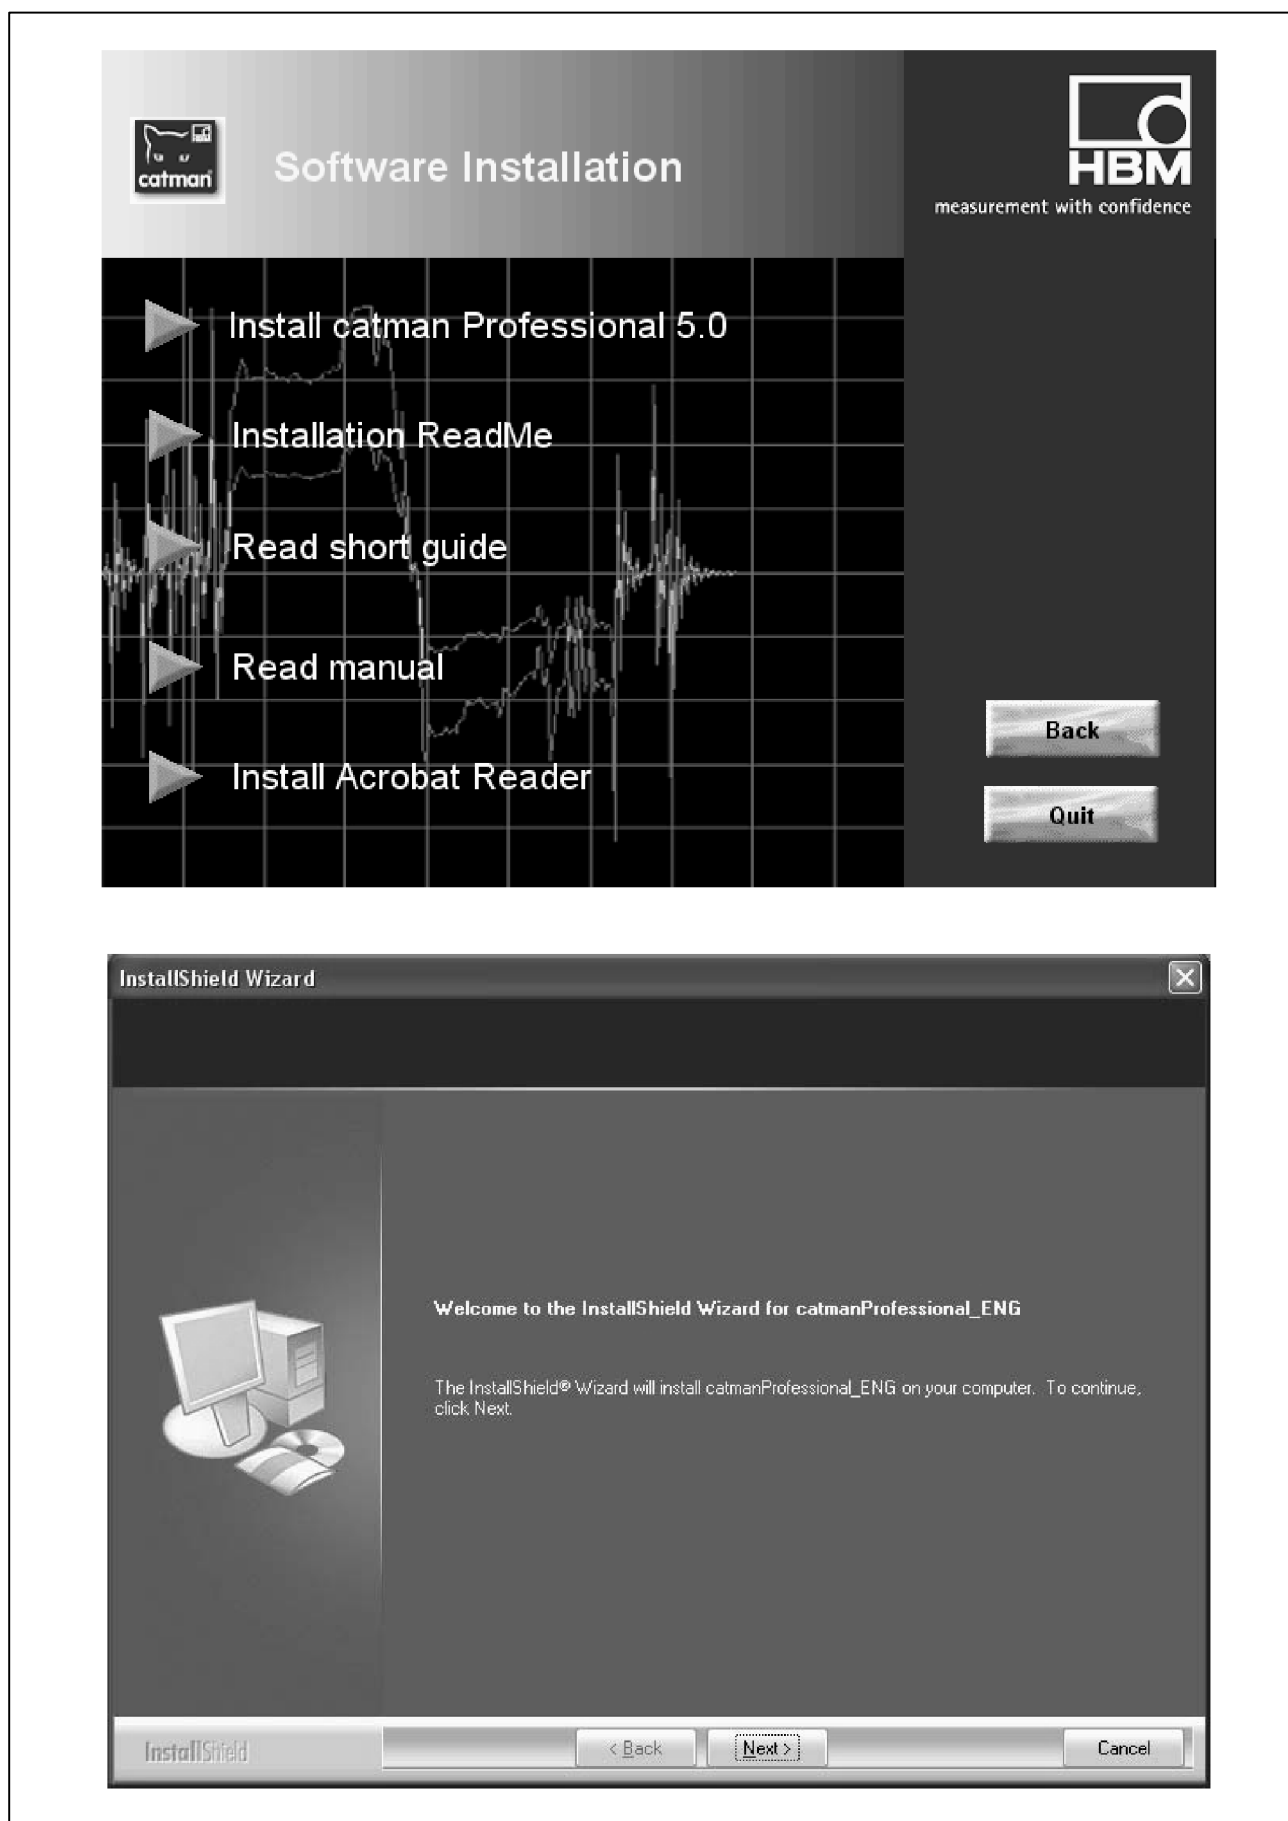 catman
Software Installation
HBM
measurement with confidence
Install catman Professional 5.0
Installation ReadMe
Read short guide
Read manual
Install Acrobat Reader
Back
Quit
InstallShield Wizard
Welcome to the InstallShield Wizard for catmanProfessional_ENG
The InstallShield® Wizard will install catmanProfessional_ENG on your computer. To continue,
click Next.
InstallShield
< Back
Next >
Cancel